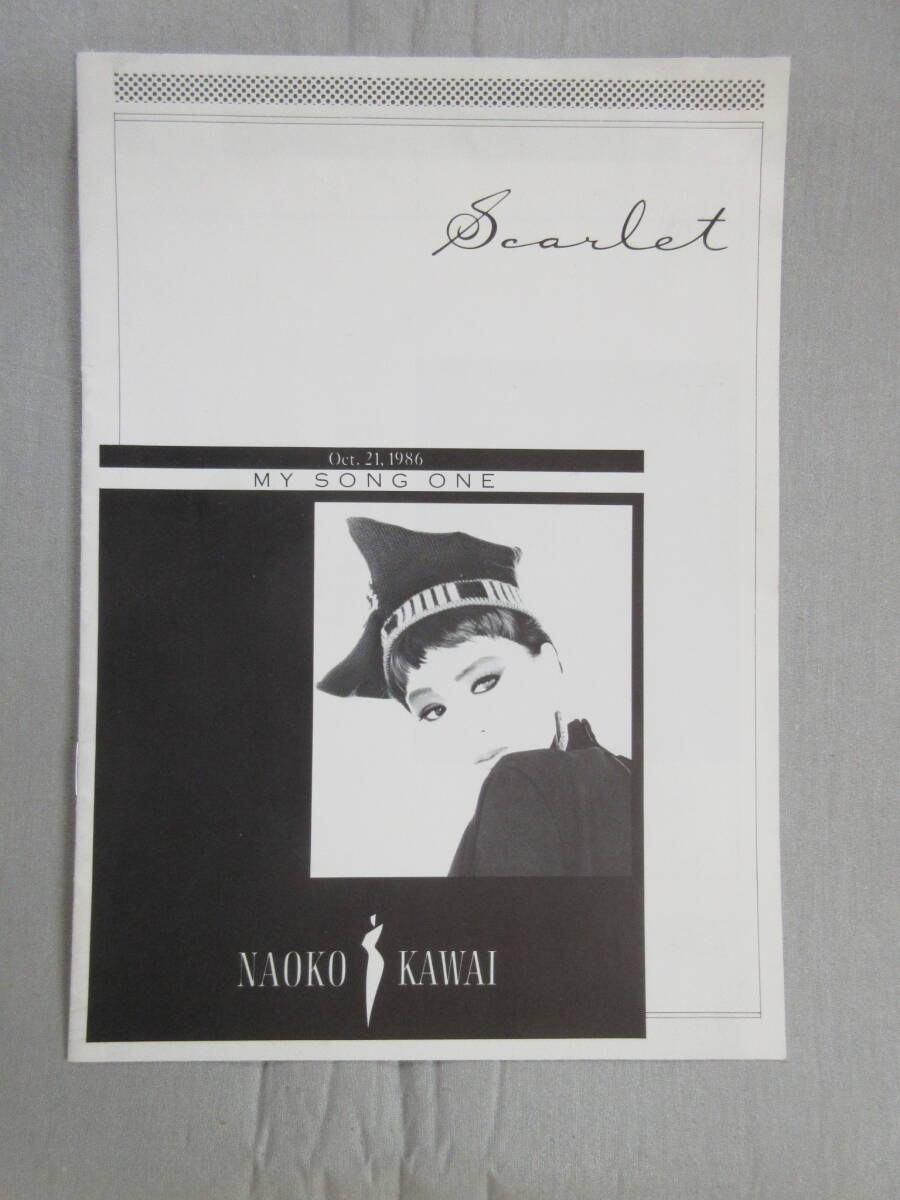 Scarlet
Oct. 21, 1986
MY SONG ONE
NAOKO KAWAI